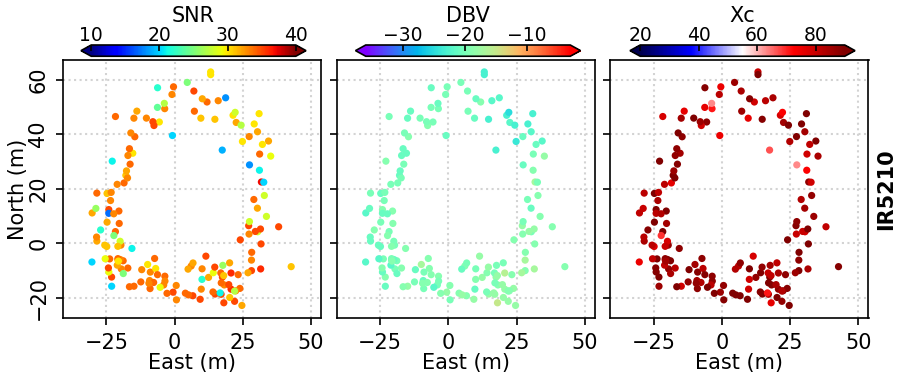 SNR DBV Xc
10 20 30 40 −30 −20 −10 20 40 60 80
60
40
20
0
−20
North (m)
IR5210
−25 0 25 50 −25 0 25 50 −25 0 25 50
East (m) East (m) East (m)